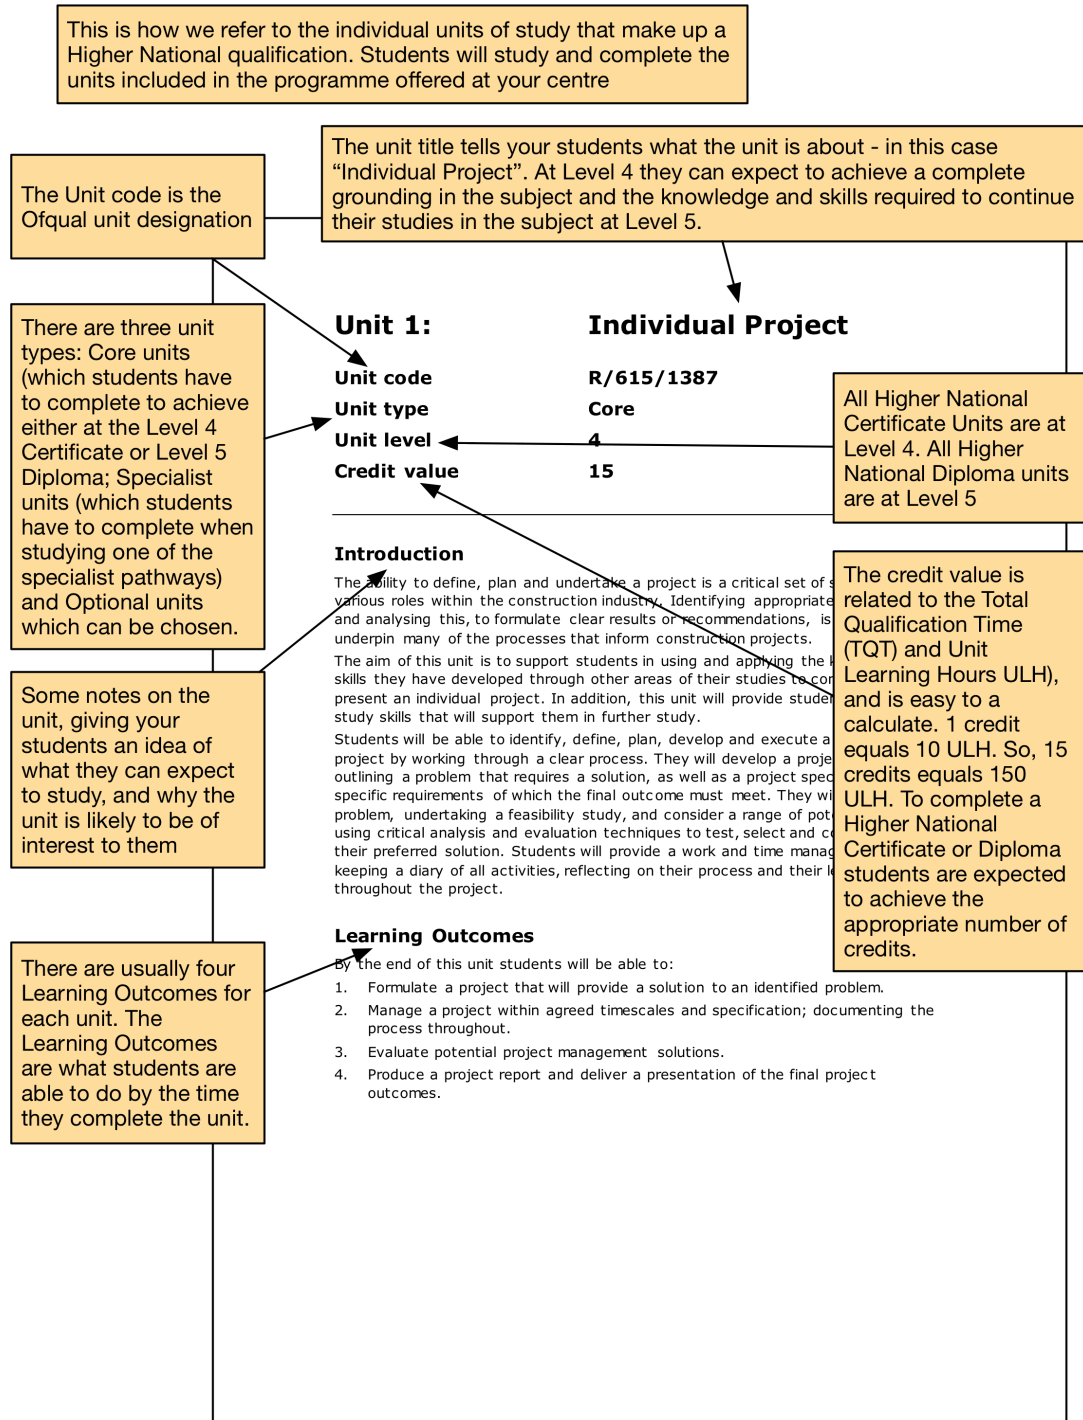 This is how we refer to the individual units of study that make up a
Higher National qualification. Students will study and complete the
units included in the programme offered at your centre
The unit title tells your students what the unit is about - in this case
“Individual Project”. At Level 4 they can expect to achieve a complete
grounding in the subject and the knowledge and skills required to continue
their studies in the subject at Level 5.
The Unit code is the
Ofqual unit designation
There are three unit
types: Core units
(which students have
to complete to achieve
either at the Level 4
Certificate or Level 5
Diploma; Specialist
units (which students
have to complete when
studying one of the
specialist pathways)
and Optional units
which can be chosen.
Some notes on the
unit, giving your
students an idea of
what they can expect
to study, and why the
unit is likely to be of
interest to them
There are usually four
Learning Outcomes for
each unit. The
Learning Outcomes
are what students are
able to do by the time
they complete the unit.
Unit 1: Individual Project
Unit code R/615/1387
Unit type Core
Unit level 4
Credit value 15
Introduction
The ability to define, plan and undertake a project is a critical set of
various roles within the construction industry. Identifying appropriate
and analysing this, to formulate clear results or recommendations, is
underpin many of the processes that inform construction projects.
The aim of this unit is to support students in using and applying the
skills they have developed through other areas of their studies to
present an individual project. In addition, this unit will provide
study skills that will support them in further study.
Students will be able to identify, define, plan, develop and execute a
project by working through a clear process. They will develop a
outlining a problem that requires a solution, as well as a project
specific requirements of which the final outcome must meet. They
problem, undertaking a feasibility study, and consider a range of
using critical analysis and evaluation techniques to test, select and
their preferred solution. Students will provide a work and time
keeping a diary of all activities, reflecting on their process and their
throughout the project.
Learning Outcomes
By the end of this unit students will be able to:
1. Formulate a project that will provide a solution to an identified problem.
2. Manage a project within agreed timescales and specification; documenting the
process throughout.
3. Evaluate potential project management solutions.
4. Produce a project report and deliver a presentation of the final project
outcomes.
All Higher National
Certificate Units are at
Level 4. All Higher
National Diploma units
are at Level 5
The credit value is
related to the Total
Qualification Time
(TQT) and Unit
Learning Hours ULH),
and is easy to a
calculate. 1 credit
equals 10 ULH. So, 15
credits equals 150
ULH. To complete a
Higher National
Certificate or Diploma
students are expected
to achieve the
appropriate number of
credits.